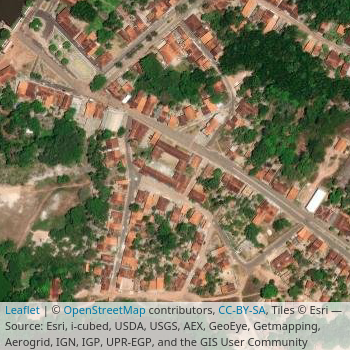 Leaflet | © OpenStreetMap contributors, CC-BY-SA, Tiles © Esri —
Source: Esri, i-cubed, USDA, USGS, AEX, GeoEye, Getmapping,
Aerogrid, IGN, IGP, UPR-EGP, and the GIS User Community